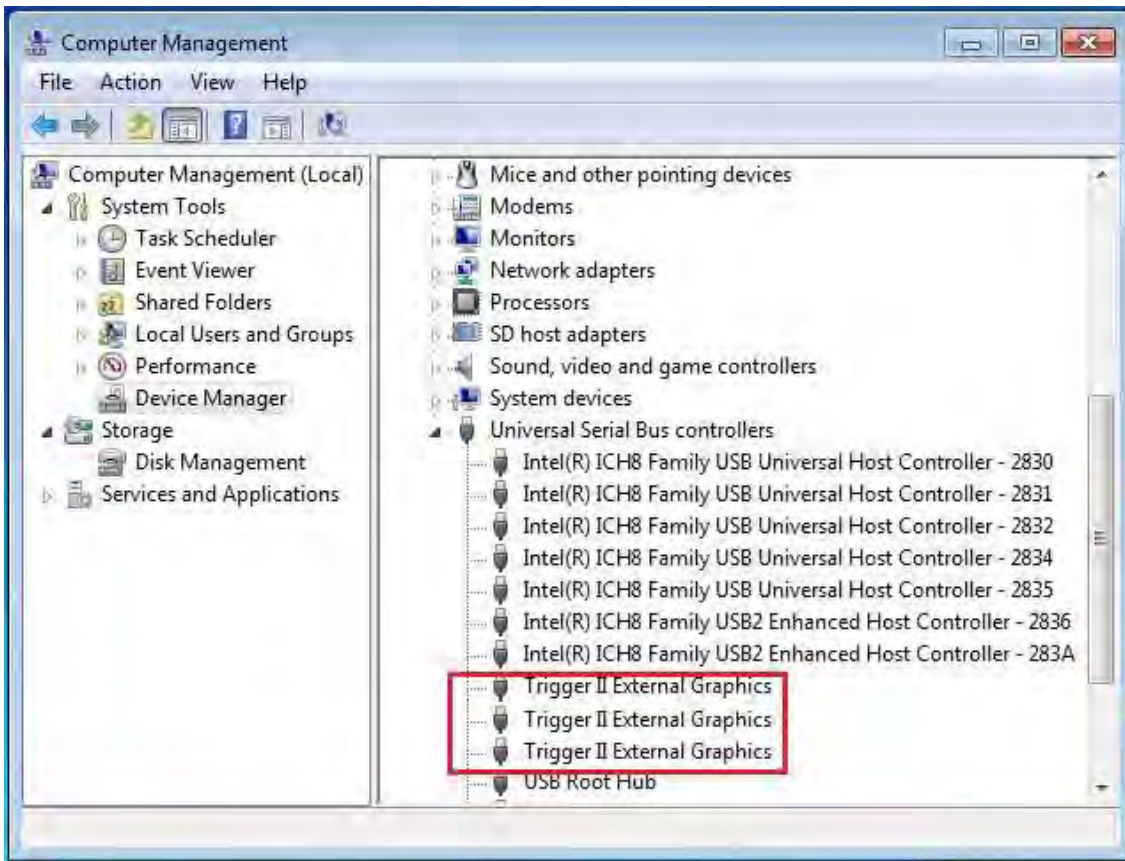 Computer Management
File Action View Help
Computer Management (Local)
System Tools
Task Scheduler
Event Viewer
Shared Folders
Local Users and Groups
Performance
Device Manager
Storage
Disk Management
Services and Applications
Mice and other pointing devices
Modems
Monitors
Network adapters
Processors
SD host adapters
Sound, video and game controllers
System devices
Universal Serial Bus controllers
Intel(R) ICH8 Family USB Universal Host Controller - 2830
Intel(R) ICH8 Family USB Universal Host Controller - 2831
Intel(R) ICH8 Family USB Universal Host Controller - 2832
Intel(R) ICH8 Family USB Universal Host Controller - 2834
Intel(R) ICH8 Family USB Universal Host Controller - 2835
Intel(R) ICH8 Family USB2 Enhanced Host Controller - 2836
Intel(R) ICH8 Family USB2 Enhanced Host Controller - 283A
Trigger II External Graphics
Trigger II External Graphics
Trigger II External Graphics
USB Root Hub